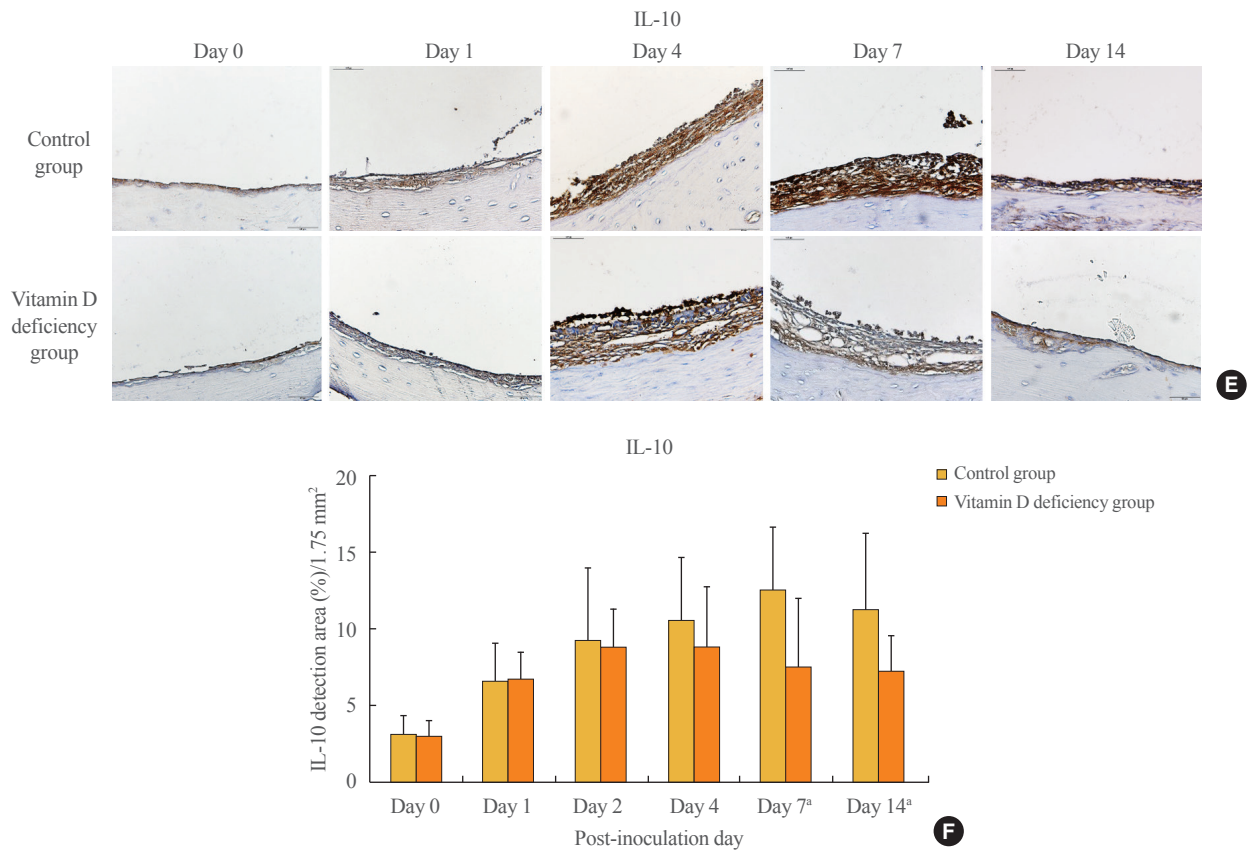 IL-10
Day 0 Day 1 Day 4 Day 7 Day 14
Control
group
Vitamin D
deficiency
group
E
IL-10
Control group
Vitamin D deficiency group
IL-10 detection area (%)/1.75 mm²
20
15
10
5
0
Day 0 Day 1 Day 2 Day 4 Day 7ᵃ Day 14ᵃ
Post-inoculation day
F